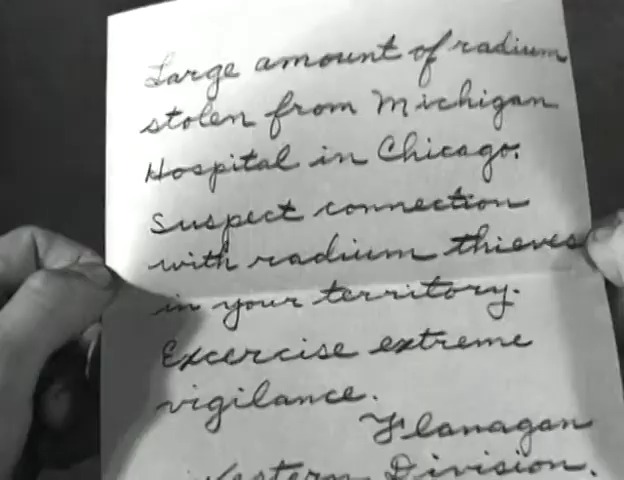 Large amount of radium
stolen from Michigan
Hospital in Chicago.
Suspect connection
with radium thieves
in your territory.
Excercise extreme
vigilance.
Flanagan
Western Division.